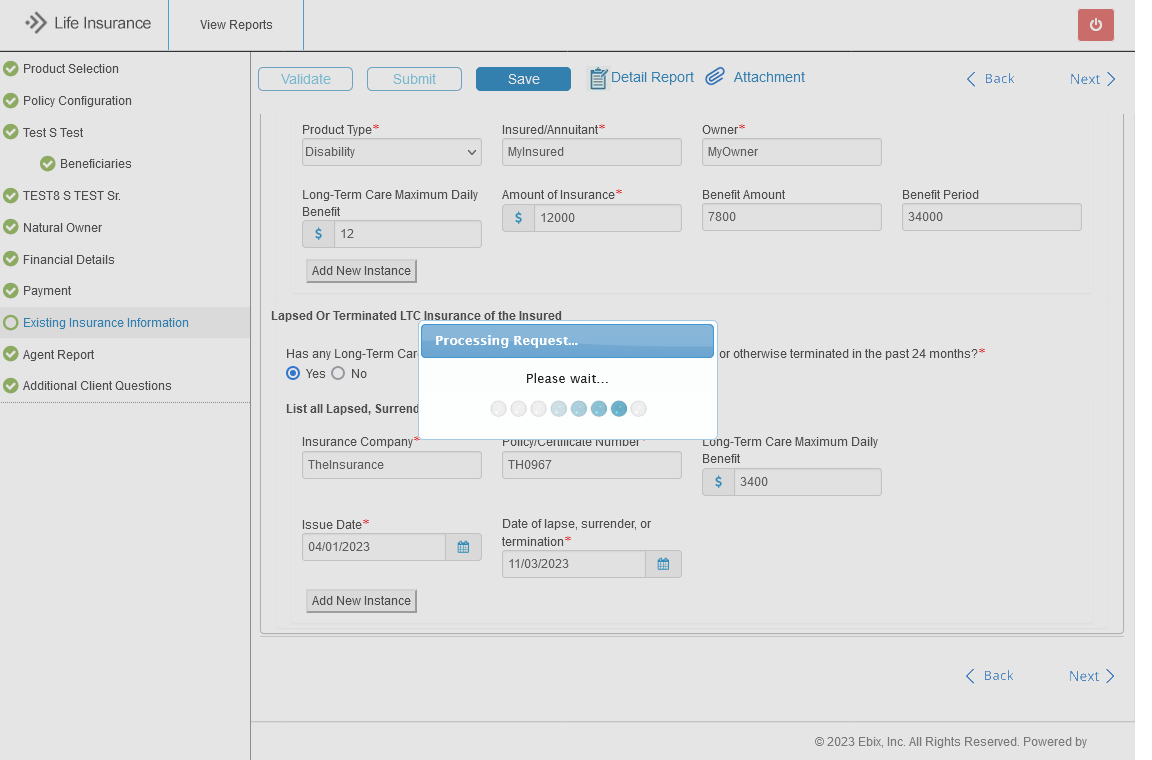 Life Insurance
View Reports
Product Selection
Policy Configuration
Test S Test
Beneficiaries
TEST8 S TEST Sr.
Natural Owner
Financial Details
Payment
Existing Insurance Information
Agent Report
Additional Client Questions
Validate
Submit
Save
Detail Report
Attachment
Back
Next
Product Type*
Insured/Annuitant*
Owner*
Disability
MyInsured
MyOwner
Long-Term Care Maximum Daily
Benefit
Amount of Insurance*
Benefit Amount
Benefit Period
$ 12
$ 12000
7800
34000
Add New Instance
Lapsed Or Terminated LTC Insurance of the Insured
Has any Long-Term Car
or otherwise terminated in the past 24 months?*
Yes
No
Processing Request...
Please wait...
List all Lapsed, Surrend
Insurance Company*
Policy/Certificate Number*
Long-Term Care Maximum Daily
Benefit
TheInsurance
TH0967
$ 3400
Issue Date*
Date of lapse, surrender, or
termination*
04/01/2023
11/03/2023
Add New Instance
Back
Next
© 2023 Ebix, Inc. All Rights Reserved. Powered by